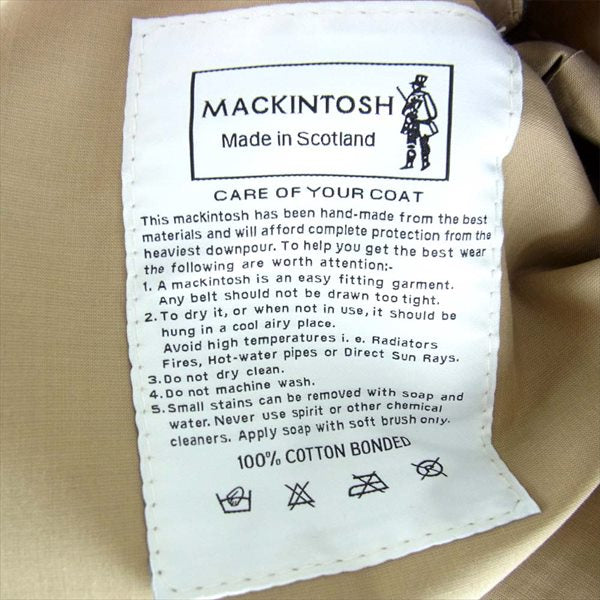 MACKINTOSH
Made in Scotland
CARE OF YOUR COAT
This mackintosh has been hand-made from the best
materials and will afford complete protection from the
heaviest downpour. To help you get the best wear
the following are worth attention:-
1. A mackintosh is an easy fitting garment.
Any belt should not be drawn too tight.
2. To dry it, or when not in use, it should be
hung in a cool airy place.
Avoid high temperatures i. e. Radiators
Fires, Hot-water pipes or Direct Sun Rays.
3. Do not dry clean.
4. Do not machine wash.
5. Small stains can be removed with soap and
water. Never use spirit or other chemical
cleaners. Apply soap with soft brush only.
100% COTTON BONDED